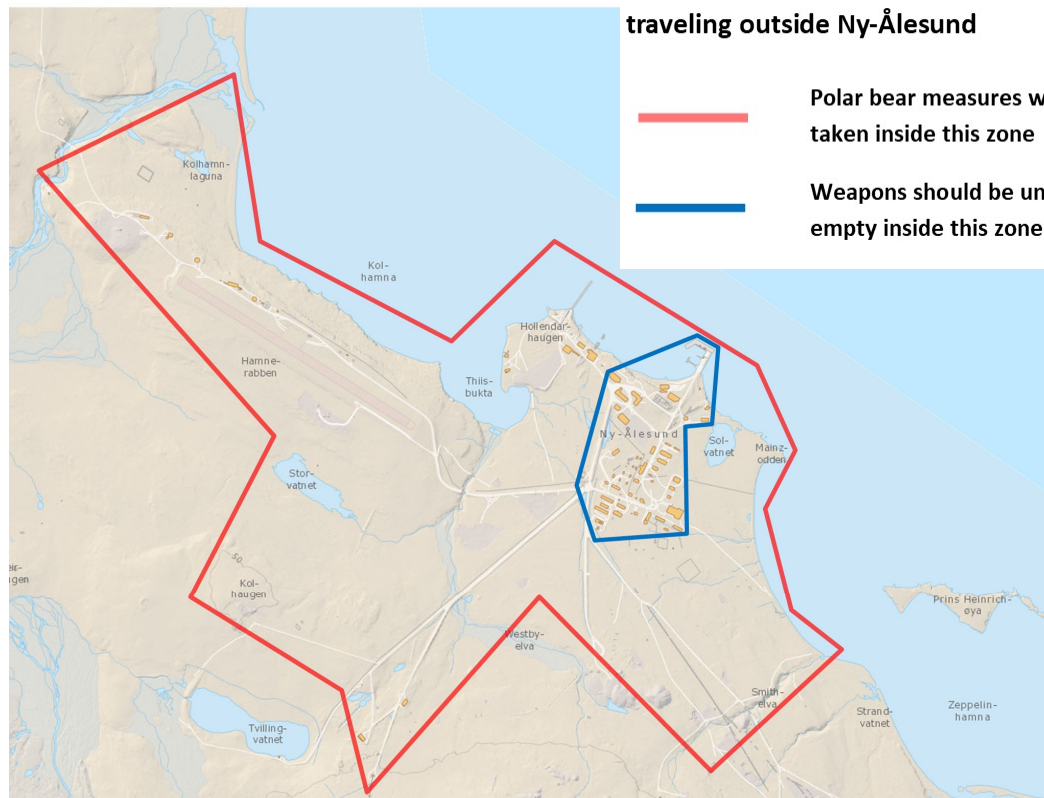 traveling outside Ny-Ålesund
Polar bear measures w
taken inside this zone
Weapons should be un
empty inside this zone
Kolhamn-
laguna
Kol-
hamna
Hollendar-
haugen
Hamne-
rabben
Thiis-
bukta
Ny-Ålesund
Sol-
vatnet
Mainz-
odden
Stor-
vatnet
50
Kol-
haugen
Prins Heinrich-
øya
Westby-
elva
Smith-
elva
Strand-
vatnet
Zeppelin-
hamna
Tvilling-
vatnet